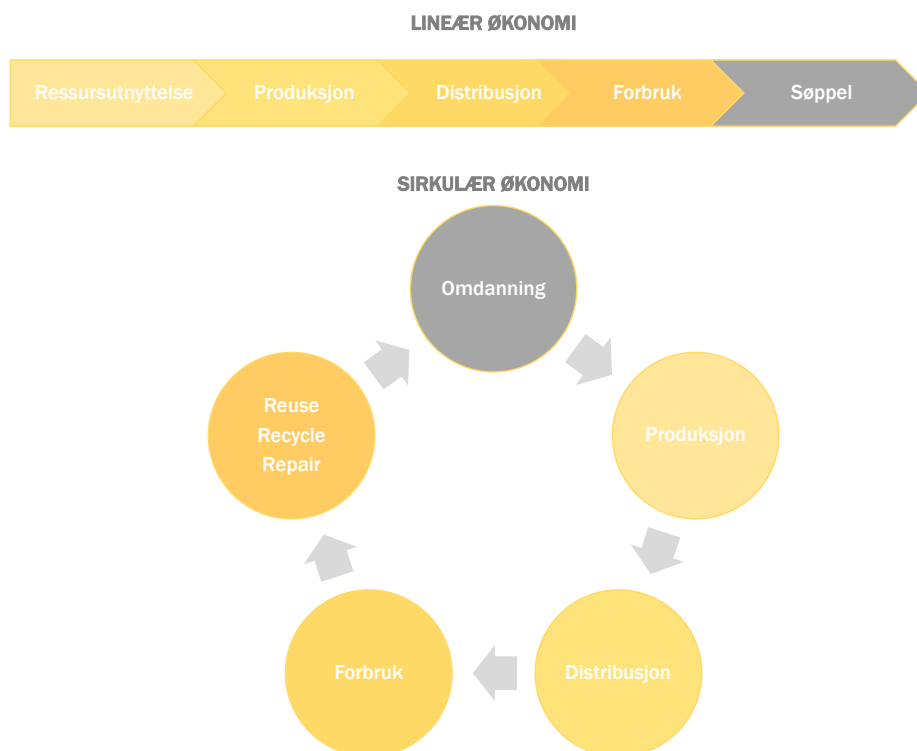 LINEÆR ØKONOMI
Ressursutnyttelse
Produksjon
Distribusjon
Forbruk
Søppel
SIRKULÆR ØKONOMI
Omdanning
Reuse
Recycle
Repair
Produksjon
Forbruk
Distribusjon